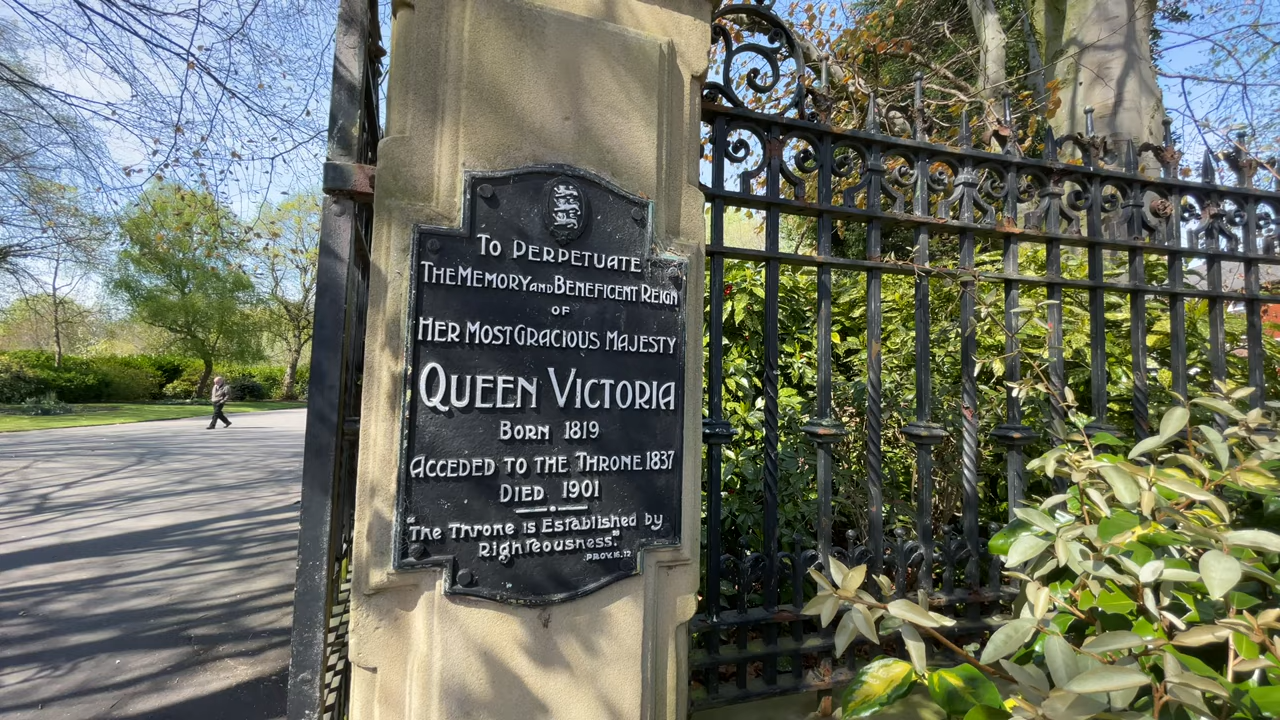 To Perpetuate
The Memory and Beneficent Reign
of
Her Most Gracious Majesty
Queen Victoria
Born 1819
Acceded to the Throne 1837
Died 1901
"The Throne is Established by
Righteousness."
PROV. 16. 12